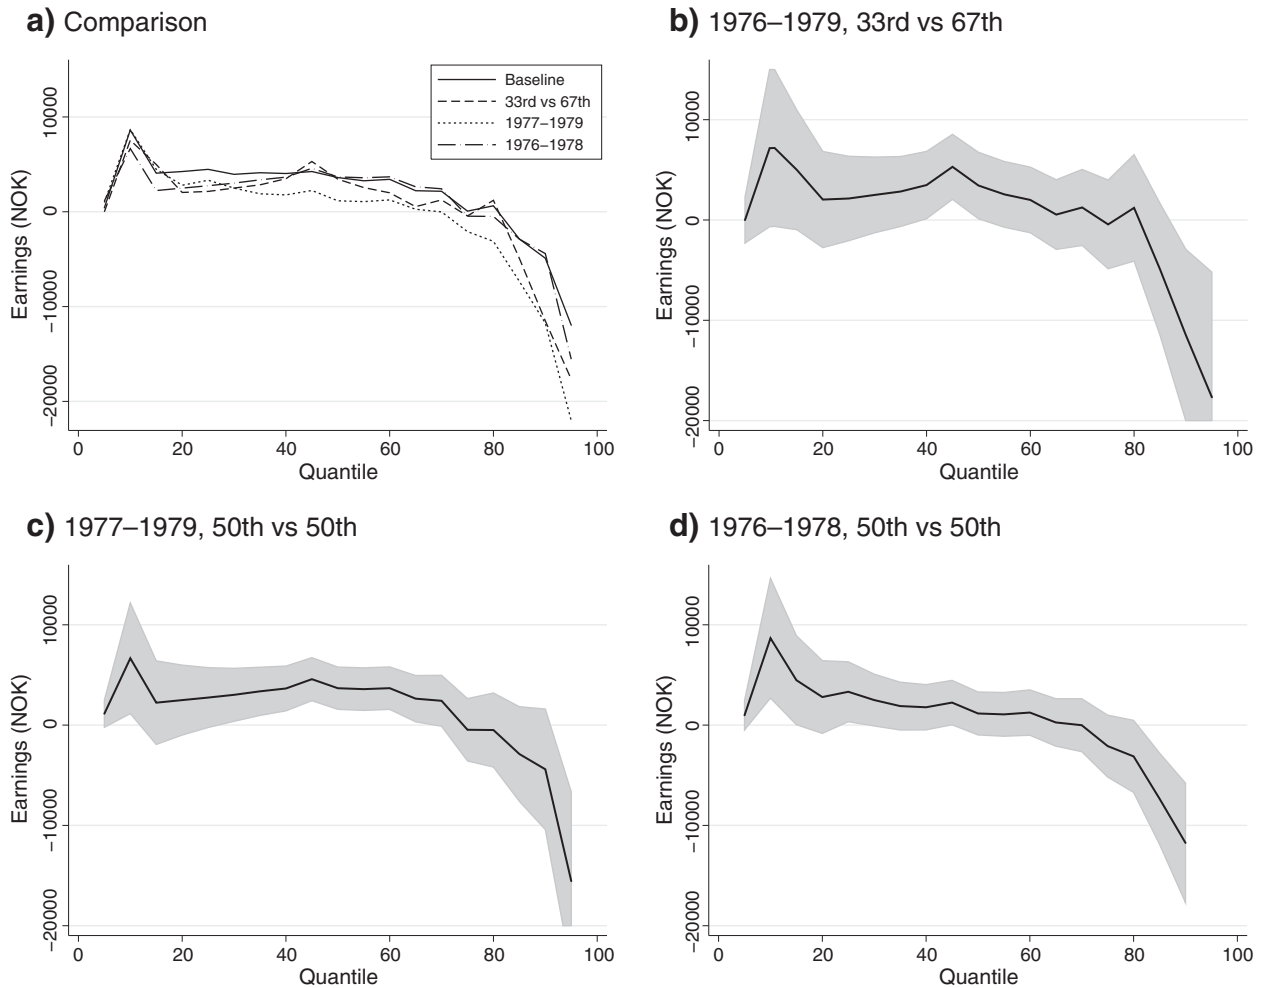 a) Comparison
Earnings (NOK)
10000
0
−10000
−20000
Baseline
33rd vs 67th
1977−1979
1976−1978
0 20 40 60 80 100
Quantile
b) 1976–1979, 33rd vs 67th
Earnings (NOK)
10000
0
−10000
−20000
0 20 40 60 80 100
Quantile
c) 1977–1979, 50th vs 50th
Earnings (NOK)
10000
0
−10000
−20000
0 20 40 60 80 100
Quantile
d) 1976–1978, 50th vs 50th
Earnings (NOK)
10000
0
−10000
−20000
0 20 40 60 80 100
Quantile